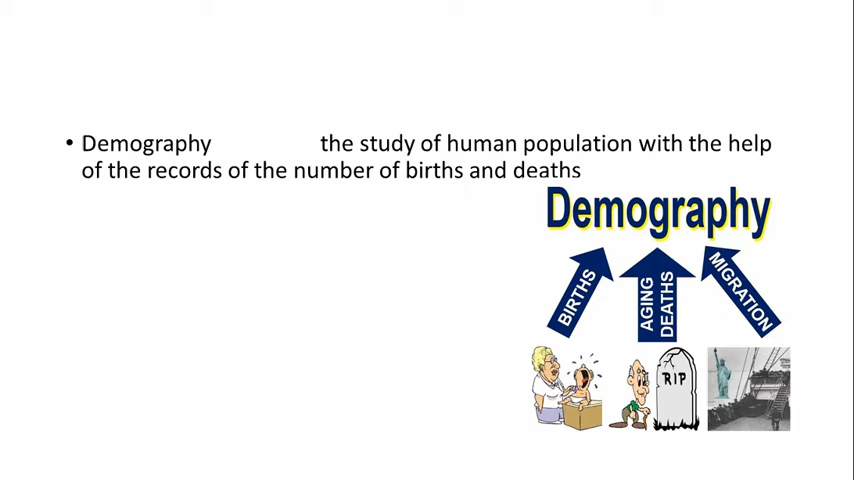 • Demography the study of human population with the help
of the records of the number of births and deaths
Demography
BIRTHS
AGING
DEATHS
MIGRATION
RIP